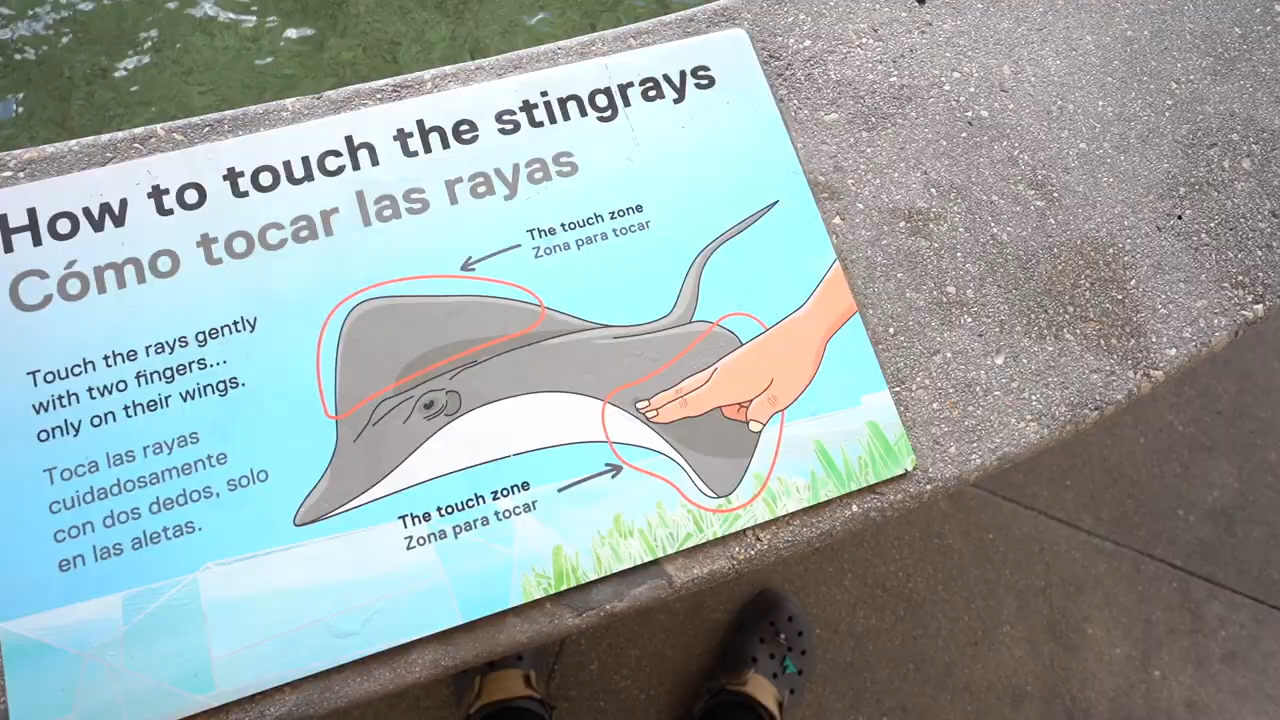 How to touch the stingrays
Cómo tocar las rayas
The touch zone
Zona para tocar
Touch the rays gently
with two fingers...
only on their wings.
Toca las rayas
cuidadosamente
con dos dedos, solo
en las aletas.
The touch zone
Zona para tocar